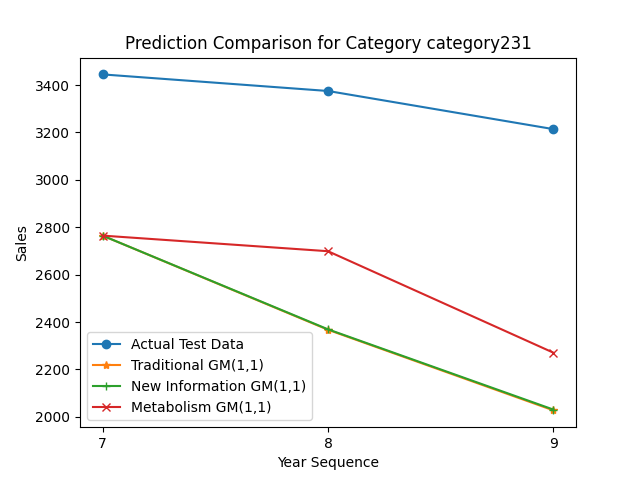 Prediction Comparison for Category category231
Sales
3400
3200
3000
2800
2600
2400
2200
2000
Actual Test Data
Traditional GM(1,1)
New Information GM(1,1)
Metabolism GM(1,1)
7
8
9
Year Sequence